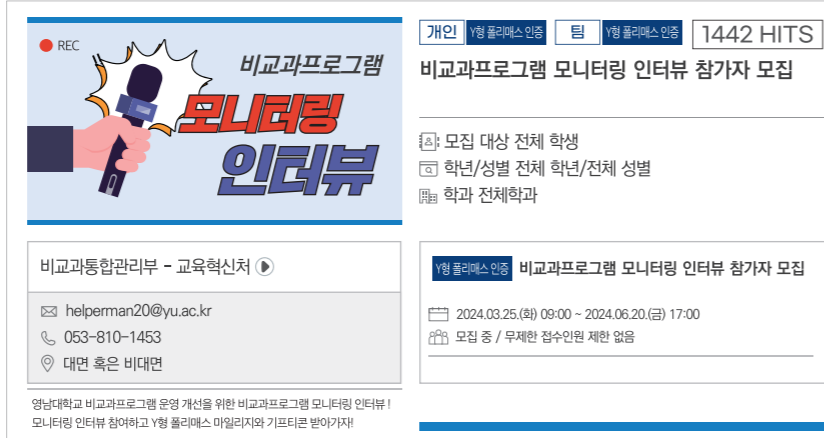 REC
비교과프로그램
모니터링
인터뷰
개인 Y형 폴리매스 인증 팀 Y형 폴리매스 인증 1442 HITS
비교과프로그램 모니터링 인터뷰 참가자 모집
모집 대상 전체 학생
학년/성별 전체 학년/전체 성별
학과 전체학과
비교과통합관리부 - 교육혁신처
helperman20@yu.ac.kr
053-810-1453
대면 혹은 비대면
Y형 폴리매스 인증 비교과프로그램 모니터링 인터뷰 참가자 모집
2024.03.25.(화) 09:00 ~ 2024.06.20.(금) 17:00
모집 중 / 무제한 접수인원 제한 없음
영남대학교 비교과프로그램 운영 개선을 위한 비교과프로그램 모니터링 인터뷰 !
모니터링 인터뷰 참여하고 Y형 폴리매스 마일리지와 기프티콘 받아가자!